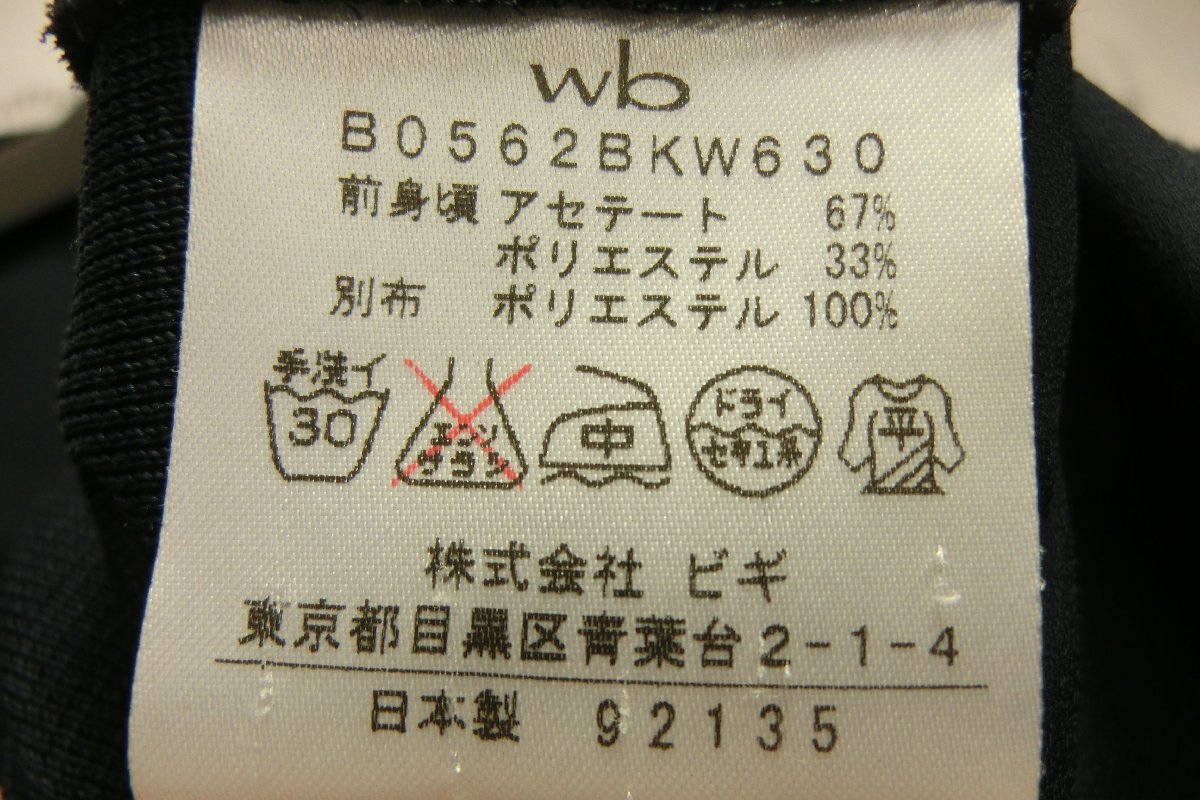 wb
B0562BKW630
前身頃 アセテート 67%
ポリエステル 33%
別布 ポリエステル 100%
手洗イ 30
エンソ サラシ
中
ドライ セキユ系
平
株式会社 ビギ
東京都目黒区青葉台2-1-4
日本製 92135